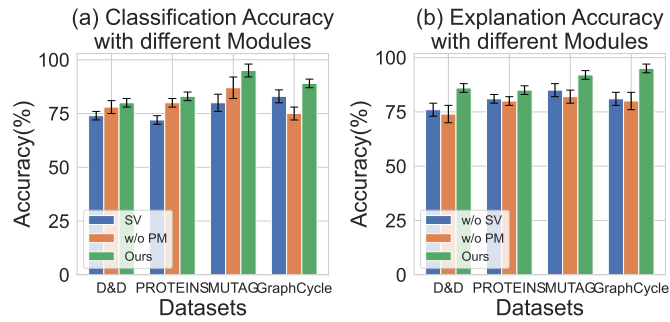 (a) Classification Accuracy
with different Modules
Accuracy(%)
100
75
50
25
0
SV
w/o PM
Ours
D&D PROTEINS MUTAG GraphCycle
Datasets
(b) Explanation Accuracy
with different Modules
Accuracy(%)
100
75
50
25
0
w/o SV
w/o PM
Ours
D&D PROTEINS MUTAG GraphCycle
Datasets